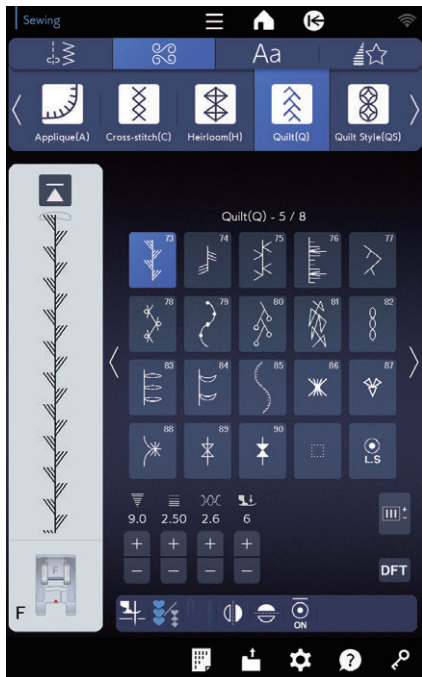 Sewing
Aa
Applique(A) Cross-stitch(C) Heirloom(H) Quilt(Q) Quilt Style(QS)
Quilt(Q) - 5 / 8
73 74 75 76 77
78 79 80 81 82
83 84 85 86 87
88 89 90 L.S
9.0 2.50 2.6 6
+ + + +
− − − −
DFT
F
F
ON
?